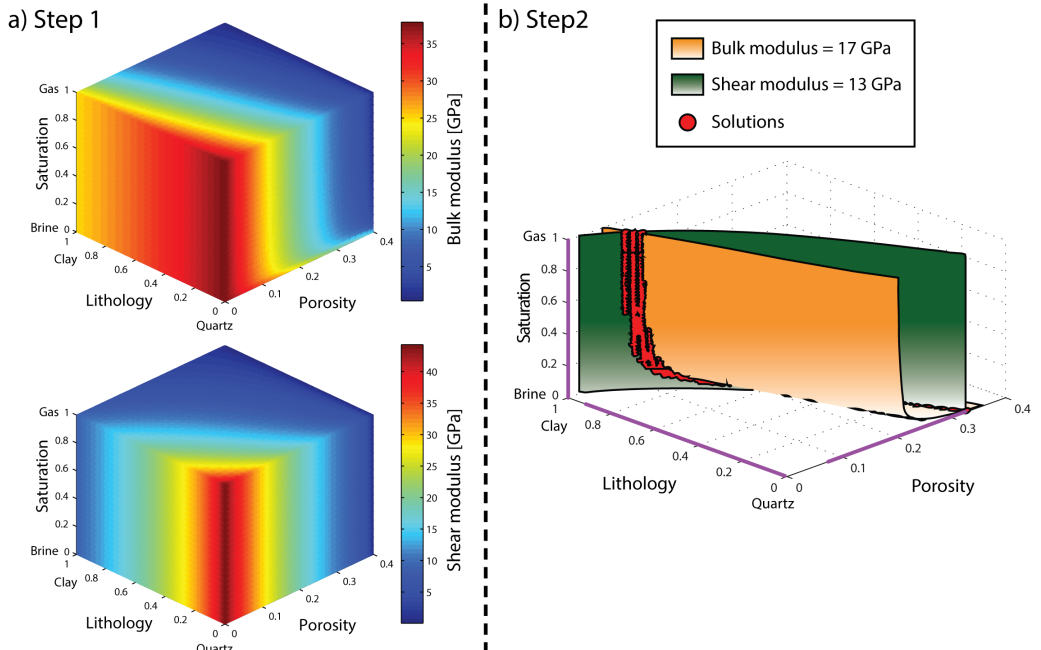 a) Step 1
Gas 1
0.8
0.6
0.4
0.2
Brine 0
Saturation
1
Clay
0.8
0.6
0.4
0.2
0
Lithology
Quartz
0
0.1
0.2
0.3
0.4
Porosity
35
30
25
20
15
10
5
Bulk modulus [GPa]
Gas 1
0.8
0.6
0.4
0.2
Brine 0
Saturation
1
Clay
0.8
0.6
0.4
0.2
0
Lithology
Quartz
0
0.1
0.2
0.3
0.4
Porosity
40
35
30
25
20
15
10
5
Shear modulus [GPa]
b) Step2
Bulk modulus = 17 GPa
Shear modulus = 13 GPa
Solutions
Gas 1
0.8
0.6
0.4
0.2
Brine 0
Saturation
1
Clay
0.8
0.6
0.4
0.2
0
Lithology
Quartz
0
0.1
0.2
0.3
0.4
Porosity